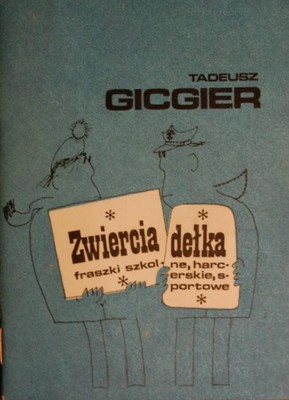 TADEUSZ
GICGIER
*
*
Zwiercia
dełka
fraszki szkol-
ne, harc-
erskie, s-
portowe
*
*